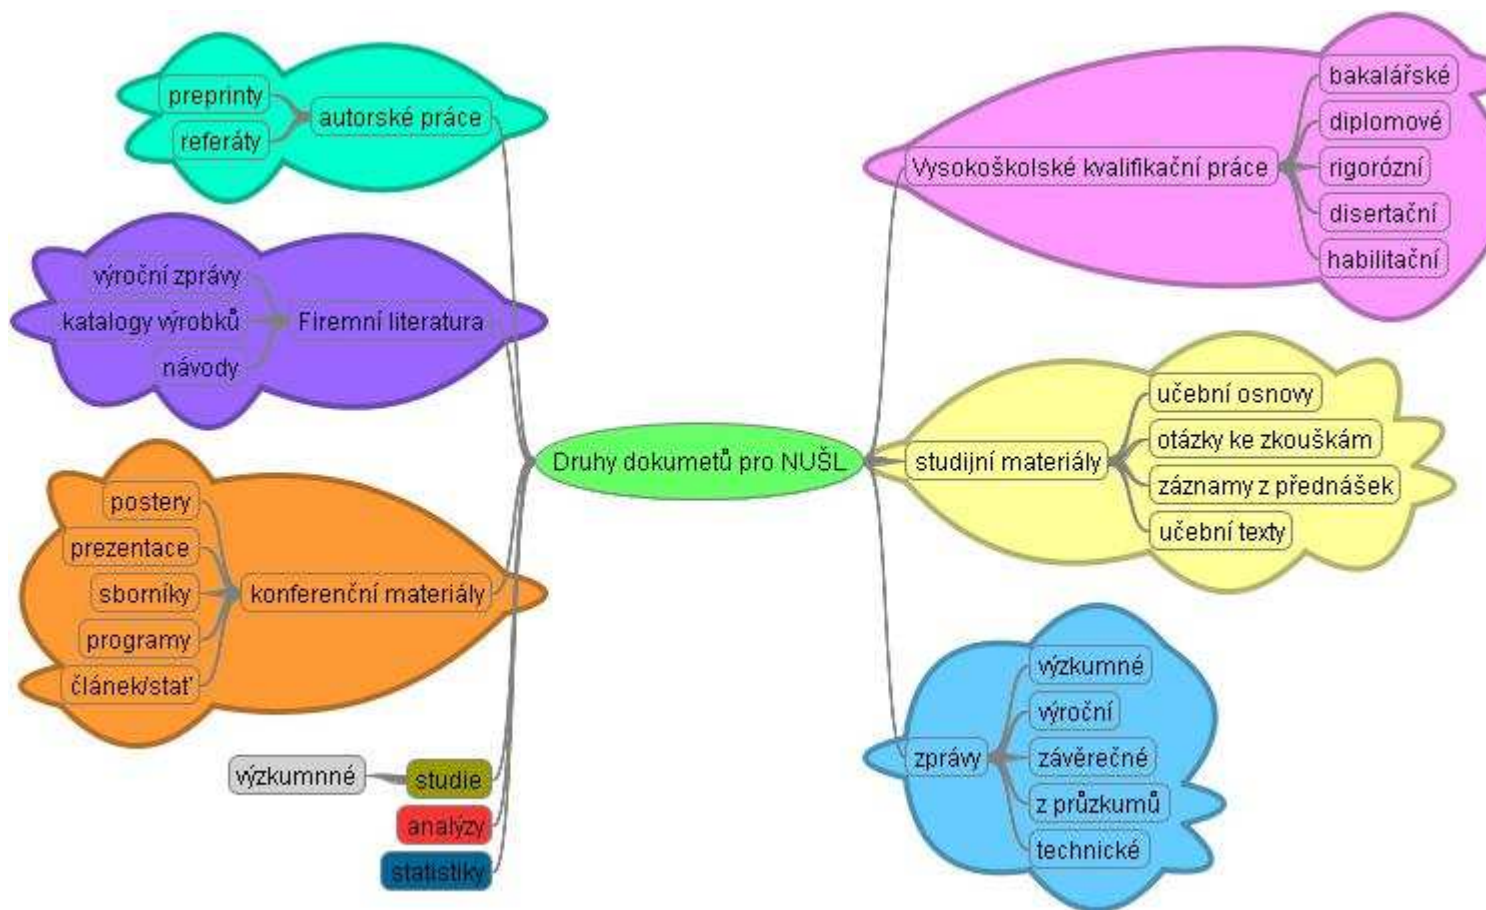 Druhy dokumetů pro NUŠL
autorské práce
preprinty
referáty
Firemní literatura
výroční zprávy
katalogy výrobků
návody
konferenční materiály
postery
prezentace
sborníky
programy
článek/stať
studie
výzkumnné
analýzy
statistiky
Vysokoškolské kvalifikační práce
bakalářské
diplomové
rigorózní
disertační
habilitační
studijní materiály
učební osnovy
otázky ke zkouškám
záznamy z přednášek
učební texty
zprávy
výzkumné
výroční
závěrečné
z průzkumů
technické